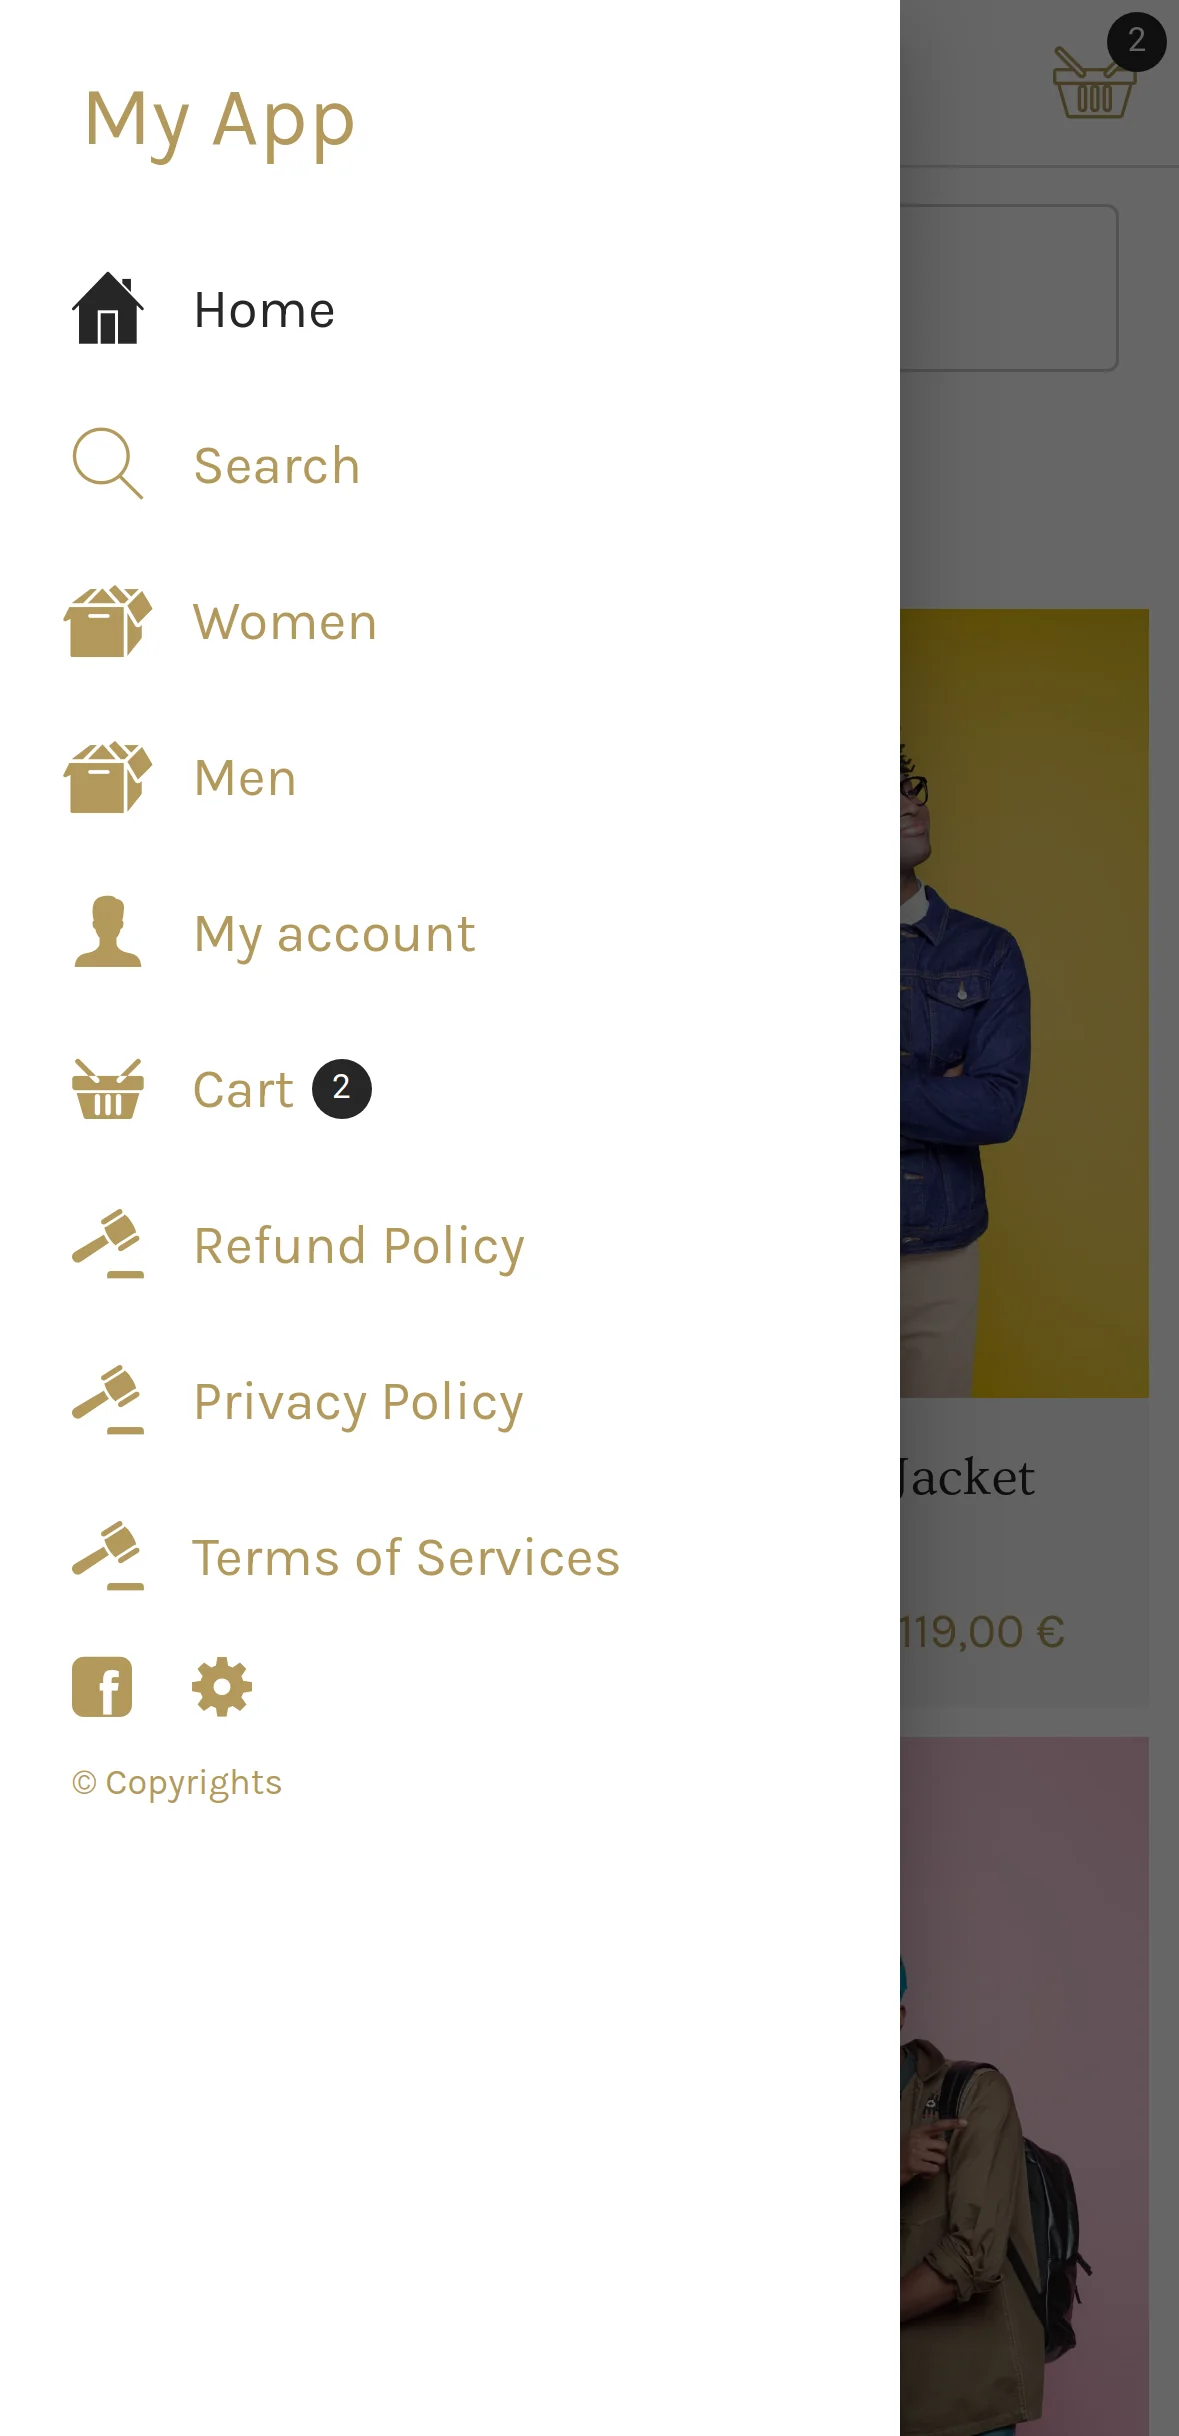 My App
2
Home
Search
Women
Men
My account
Cart 2
Refund Policy
Privacy Policy
Jacket
Terms of Services
119,00 €
f
© Copyrights